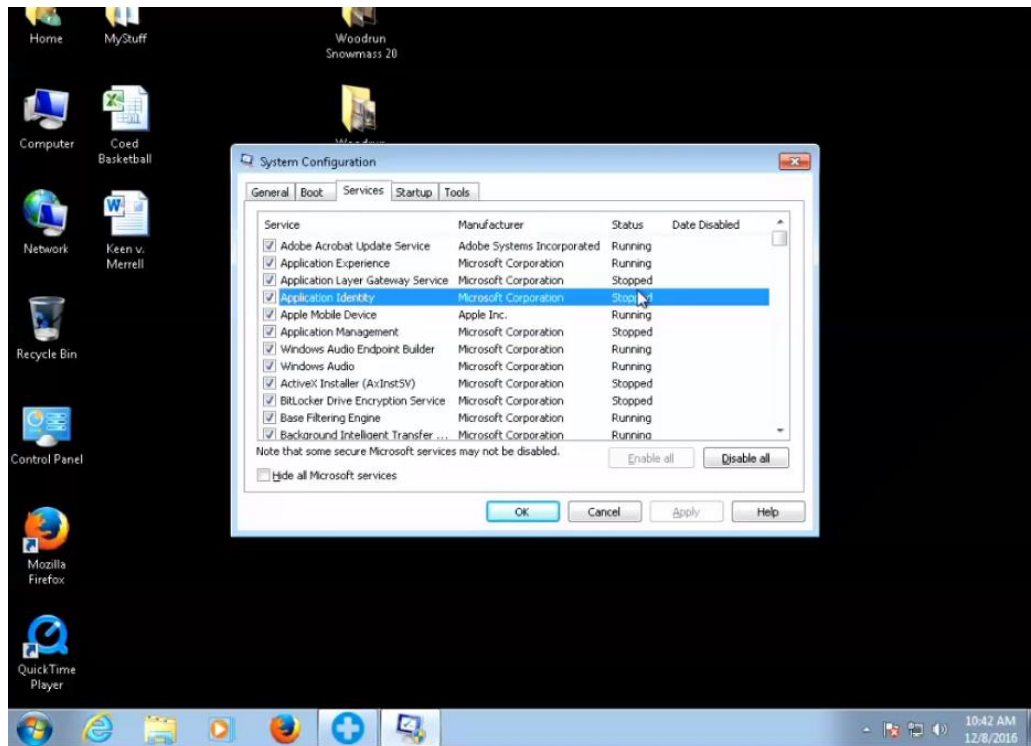 Home
MyStuff
Woodrun
Snowmass 20
Computer
Coed
Basketball
Network
Keen v.
Merrell
Recycle Bin
Control Panel
Mozilla
Firefox
QuickTime
Player
System Configuration
General Boot Services Startup Tools
Service Manufacturer Status Date Disabled
Adobe Acrobat Update Service Adobe Systems Incorporated Running
Application Experience Microsoft Corporation Running
Application Layer Gateway Service Microsoft Corporation Stopped
Application Identity Microsoft Corporation Stopped
Apple Mobile Device Apple Inc. Running
Application Management Microsoft Corporation Stopped
Windows Audio Endpoint Builder Microsoft Corporation Running
Windows Audio Microsoft Corporation Running
ActiveX Installer (AxInstSV) Microsoft Corporation Stopped
BitLocker Drive Encryption Service Microsoft Corporation Stopped
Base Filtering Engine Microsoft Corporation Running
Background Intelligent Transfer ... Microsoft Corporation Running
Note that some secure Microsoft services may not be disabled.
Enable all Disable all
Hide all Microsoft services
OK Cancel Apply Help
10:42 AM
12/8/2016